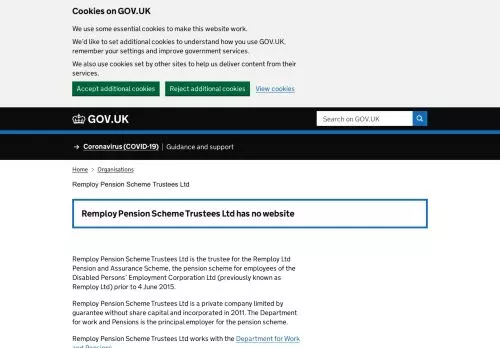 Cookies on GOV.UK
We use some essential cookies to make this website work.
We'd like to set additional cookies to understand how you use GOV.UK,
remember your settings and improve government services.
We also use cookies set by other sites to help us deliver content from their
services.
Accept additional cookies Reject additional cookies View cookies
GOV.UK Search on GOV.UK
→ Coronavirus (COVID-19) Guidance and support
Home > Organisations
Remploy Pension Scheme Trustees Ltd
Remploy Pension Scheme Trustees Ltd has no website
Remploy Pension Scheme Trustees Ltd is the trustee for the Remploy Ltd
Pension and Assurance Scheme, the pension scheme for employees of the
Disabled Persons' Employment Corporation Ltd (previously known as
Remploy Ltd) prior to 4 June 2015.
Remploy Pension Scheme Trustees Ltd is a private company limited by
guarantee without share capital and incorporated in 2011. The Department
for work and Pensions is the principal employer for the pension scheme.
Remploy Pension Scheme Trustees Ltd works with the Department for Work
and Pensions